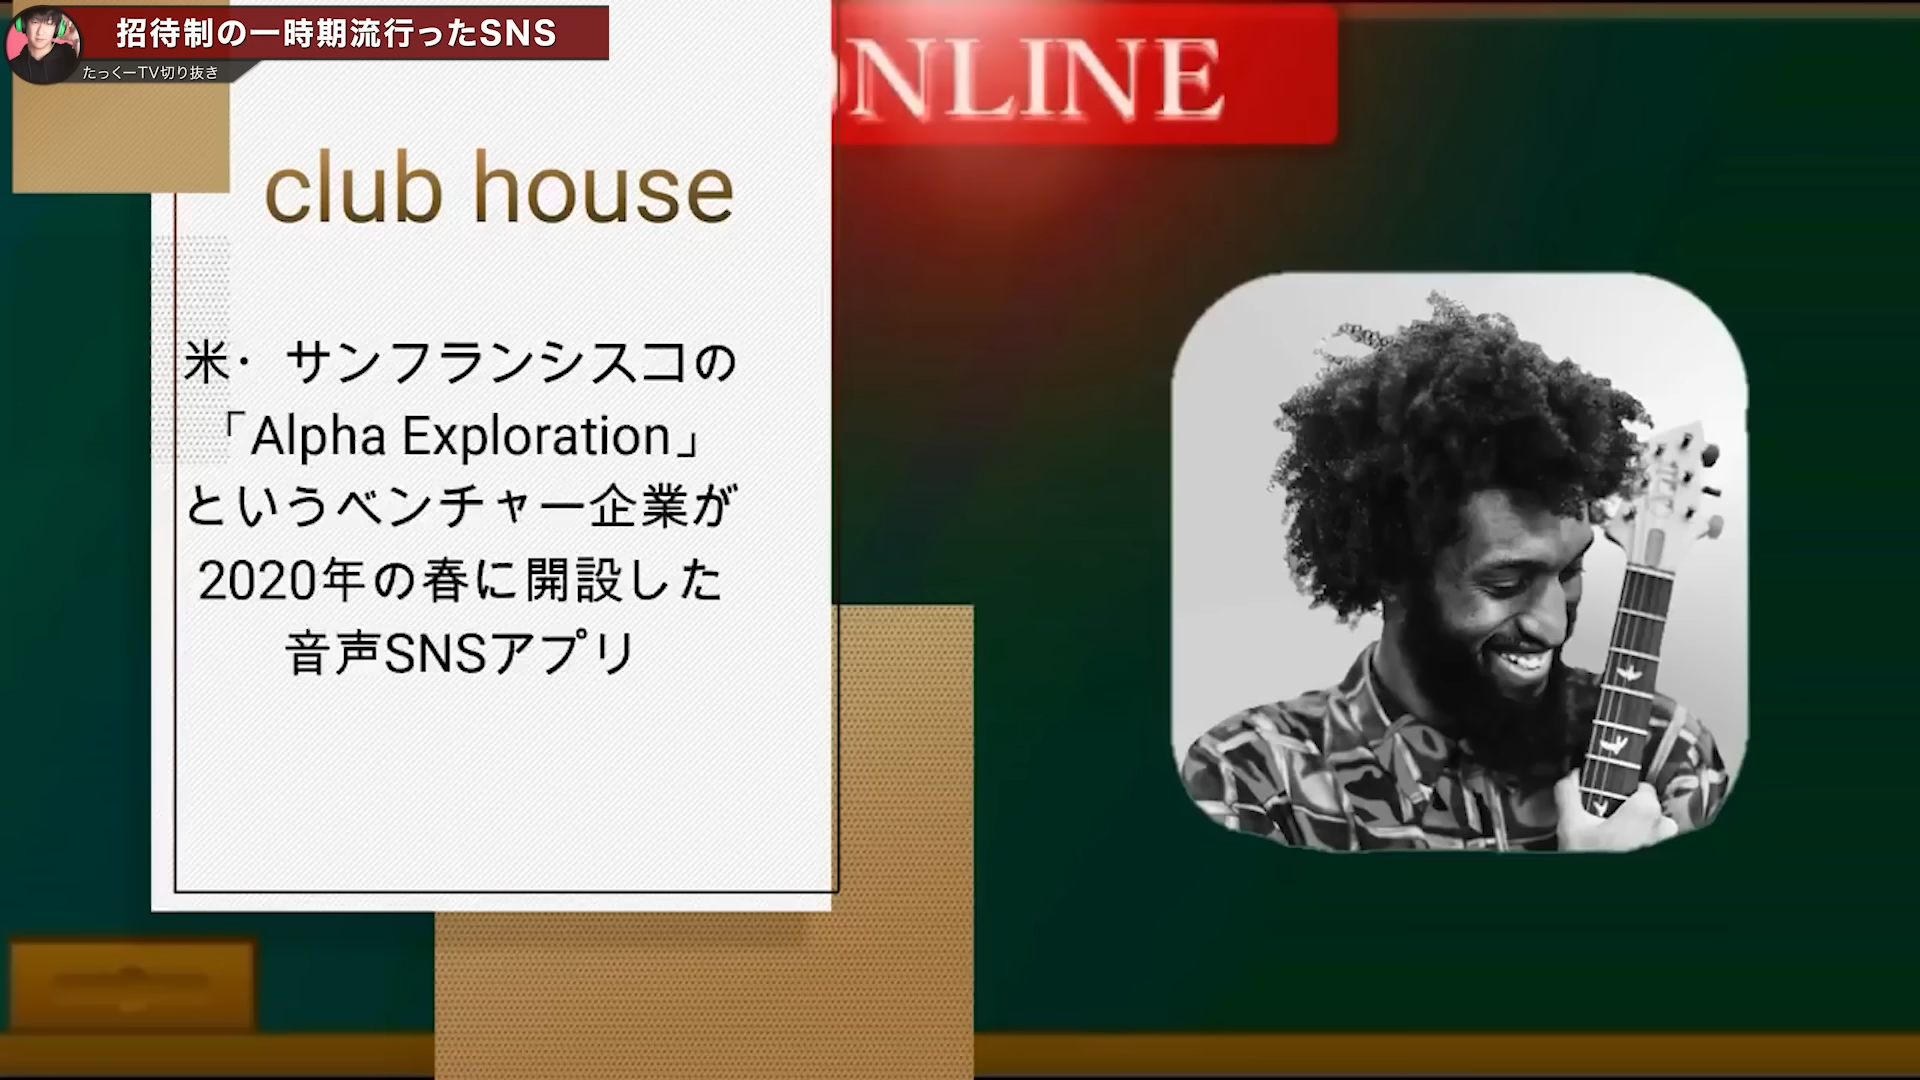 招待制の一時期流行ったSNS
たっくーTV切り抜き
ONLINE
club house
米・サンフランシスコの
「Alpha Exploration」
というベンチャー企業が
2020年の春に開設した
音声SNSアプリ